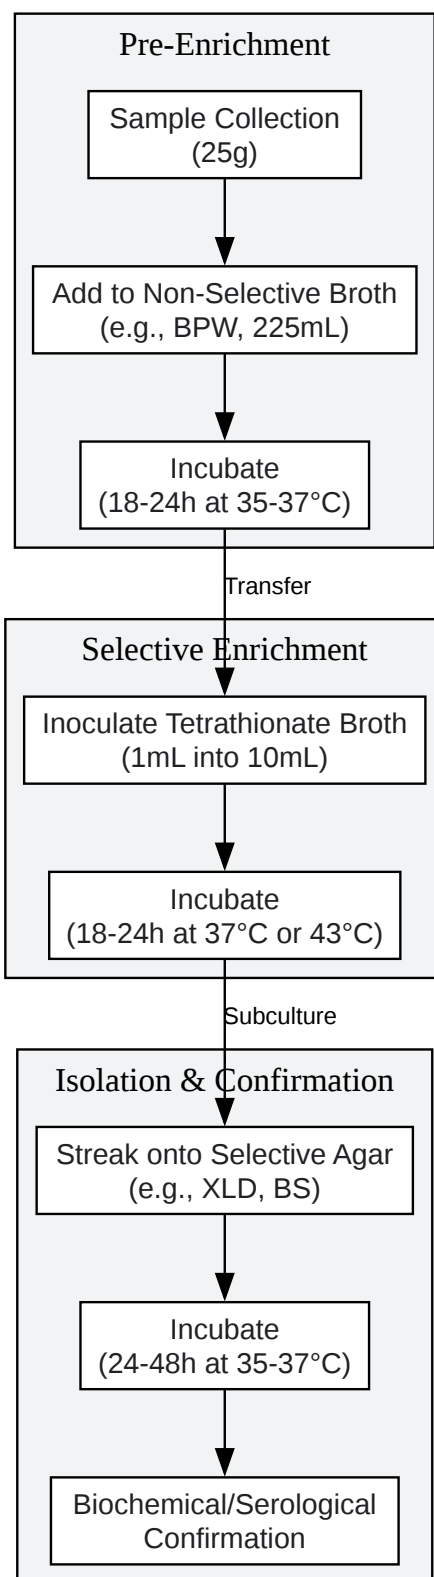 Pre-Enrichment
Sample Collection
(25g)
Add to Non-Selective Broth
(e.g., BPW, 225mL)
Incubate
(18-24h at 35-37°C)
Transfer
Selective Enrichment
Inoculate Tetrathionate Broth
(1mL into 10mL)
Incubate
(18-24h at 37°C or 43°C)
Subculture
Isolation & Confirmation
Streak onto Selective Agar
(e.g., XLD, BS)
Incubate
(24-48h at 35-37°C)
Biochemical/Serological
Confirmation